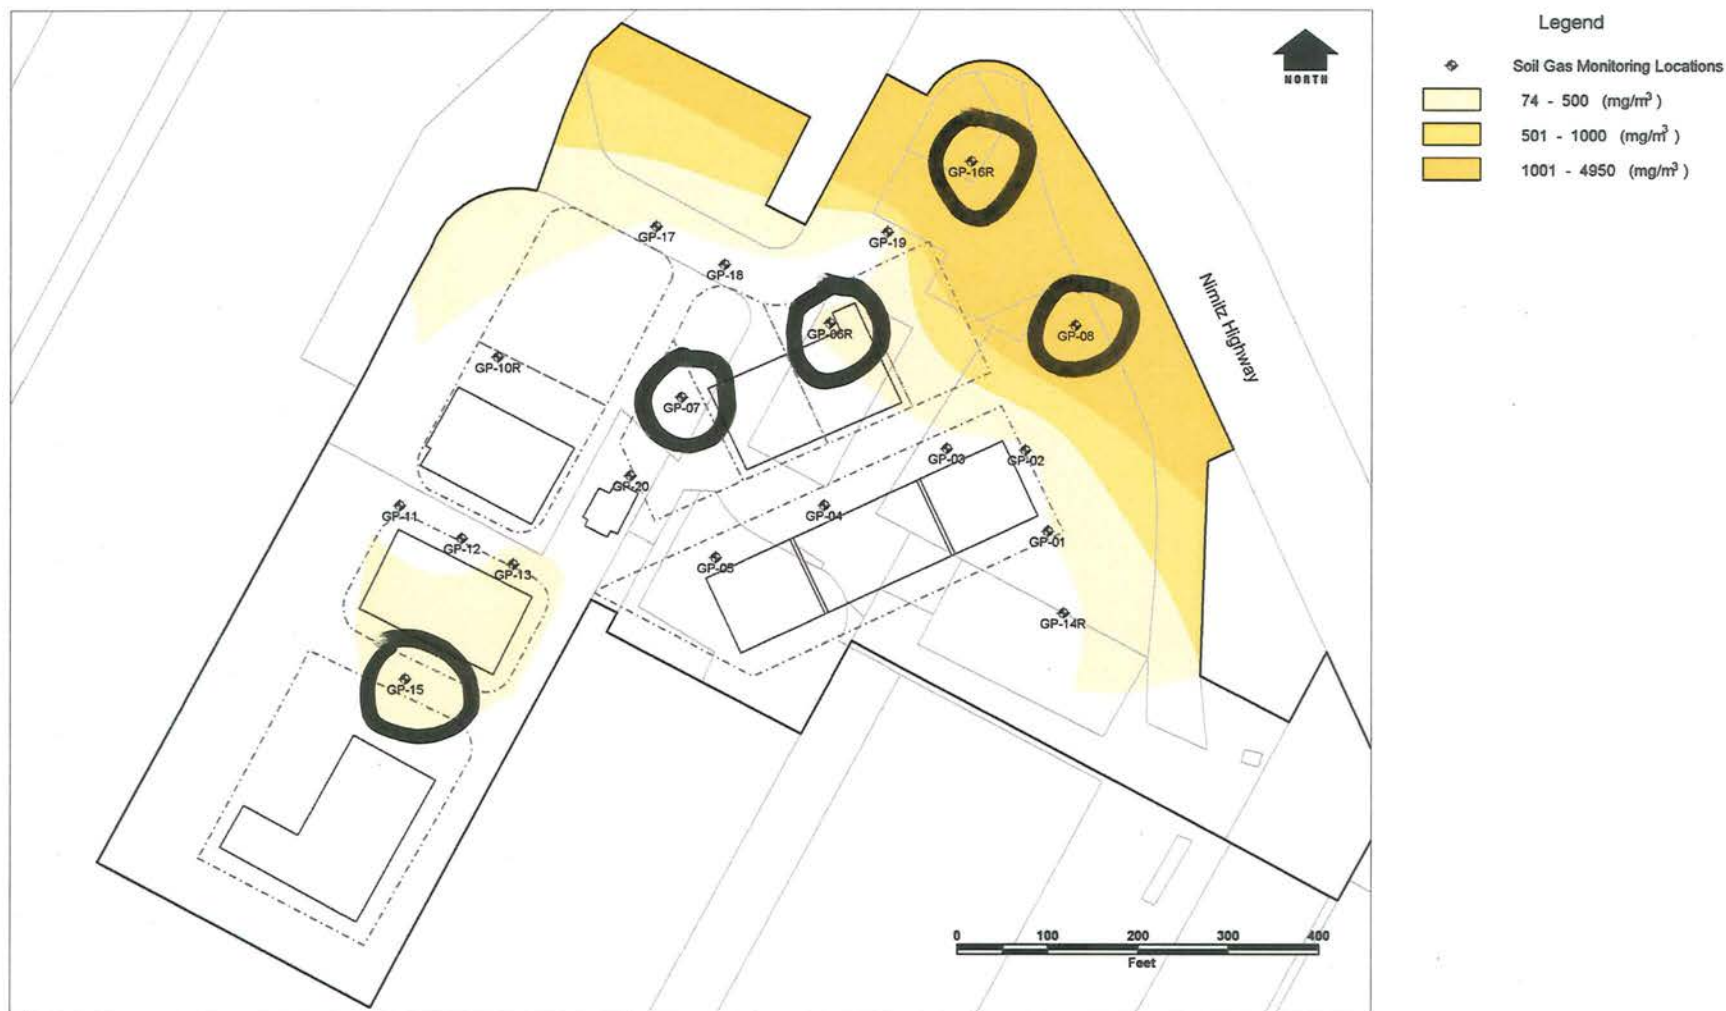 Legend
Soil Gas Monitoring Locations
74 - 500 (mg/m³)
501 - 1000 (mg/m³)
1001 - 4950 (mg/m³)
NORTH
GP-16R
GP-17
GP-19
GP-18
Nimitz Highway
GP-06R
GP-08
GP-10R
GP-07
GP-03
GP-02
GP-20
GP-11
GP-04
GP-12
GP-01
GP-13
GP-05
GP-14R
GP-15
0 100 200 300 400
Feet